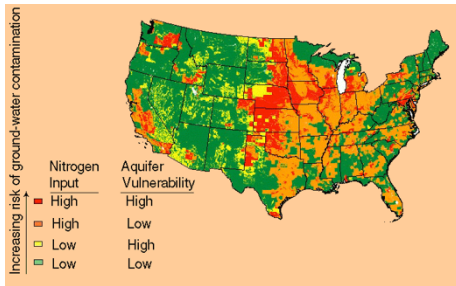 Increasing risk of ground-water contamination
Nitrogen Aquifer
Input Vulnerability
High High
High Low
Low High
Low Low